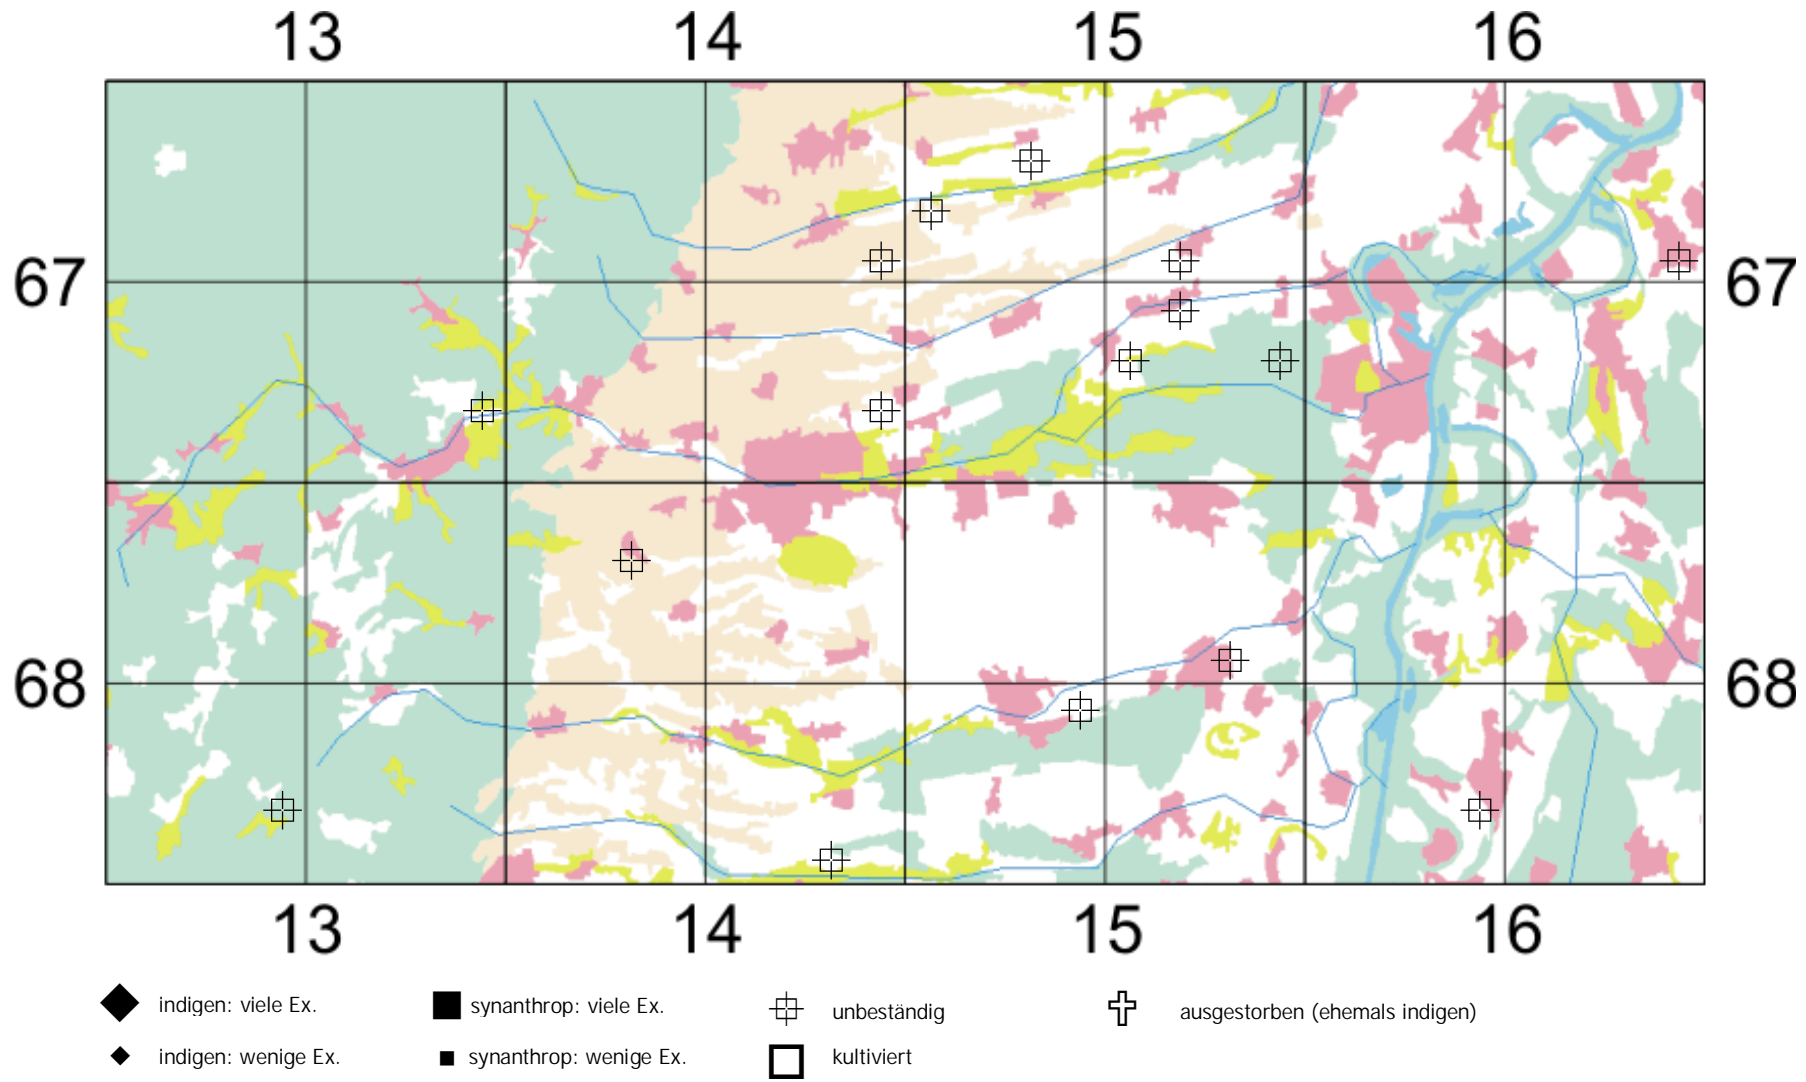 13 14 15 16
67 67
68 68
13 14 15 16
indigen: viele Ex. synanthrop: viele Ex. unbeständig ausgestorben (ehemals indigen)
indigen: wenige Ex. synanthrop: wenige Ex. kultiviert